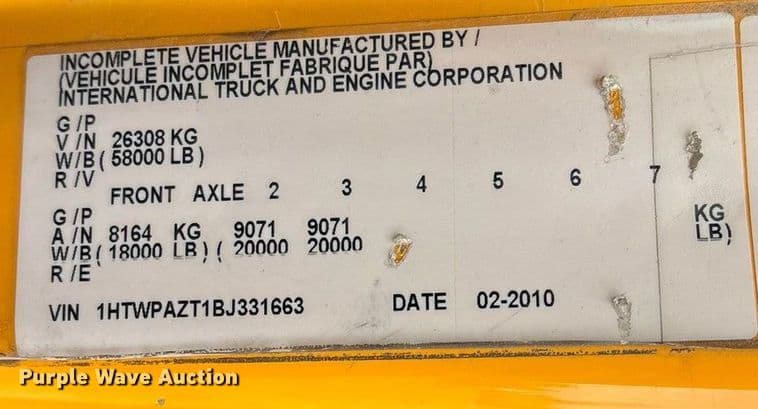 INCOMPLETE VEHICLE MANUFACTURED BY /
(VEHICULE INCOMPLET FABRIQUE PAR)
INTERNATIONAL TRUCK AND ENGINE CORPORATION
G /P
V /N 26308 KG
W/B ( 58000 LB )
R /V
FRONT AXLE 2 3 4 5 6 7
G /P
A /N 8164 KG 9071 9071 KG
W/B( 18000 LB ) ( 20000 20000 LB)
R /E
VIN 1HTWPAZT1BJ331663 DATE 02-2010
Purple Wave Auction